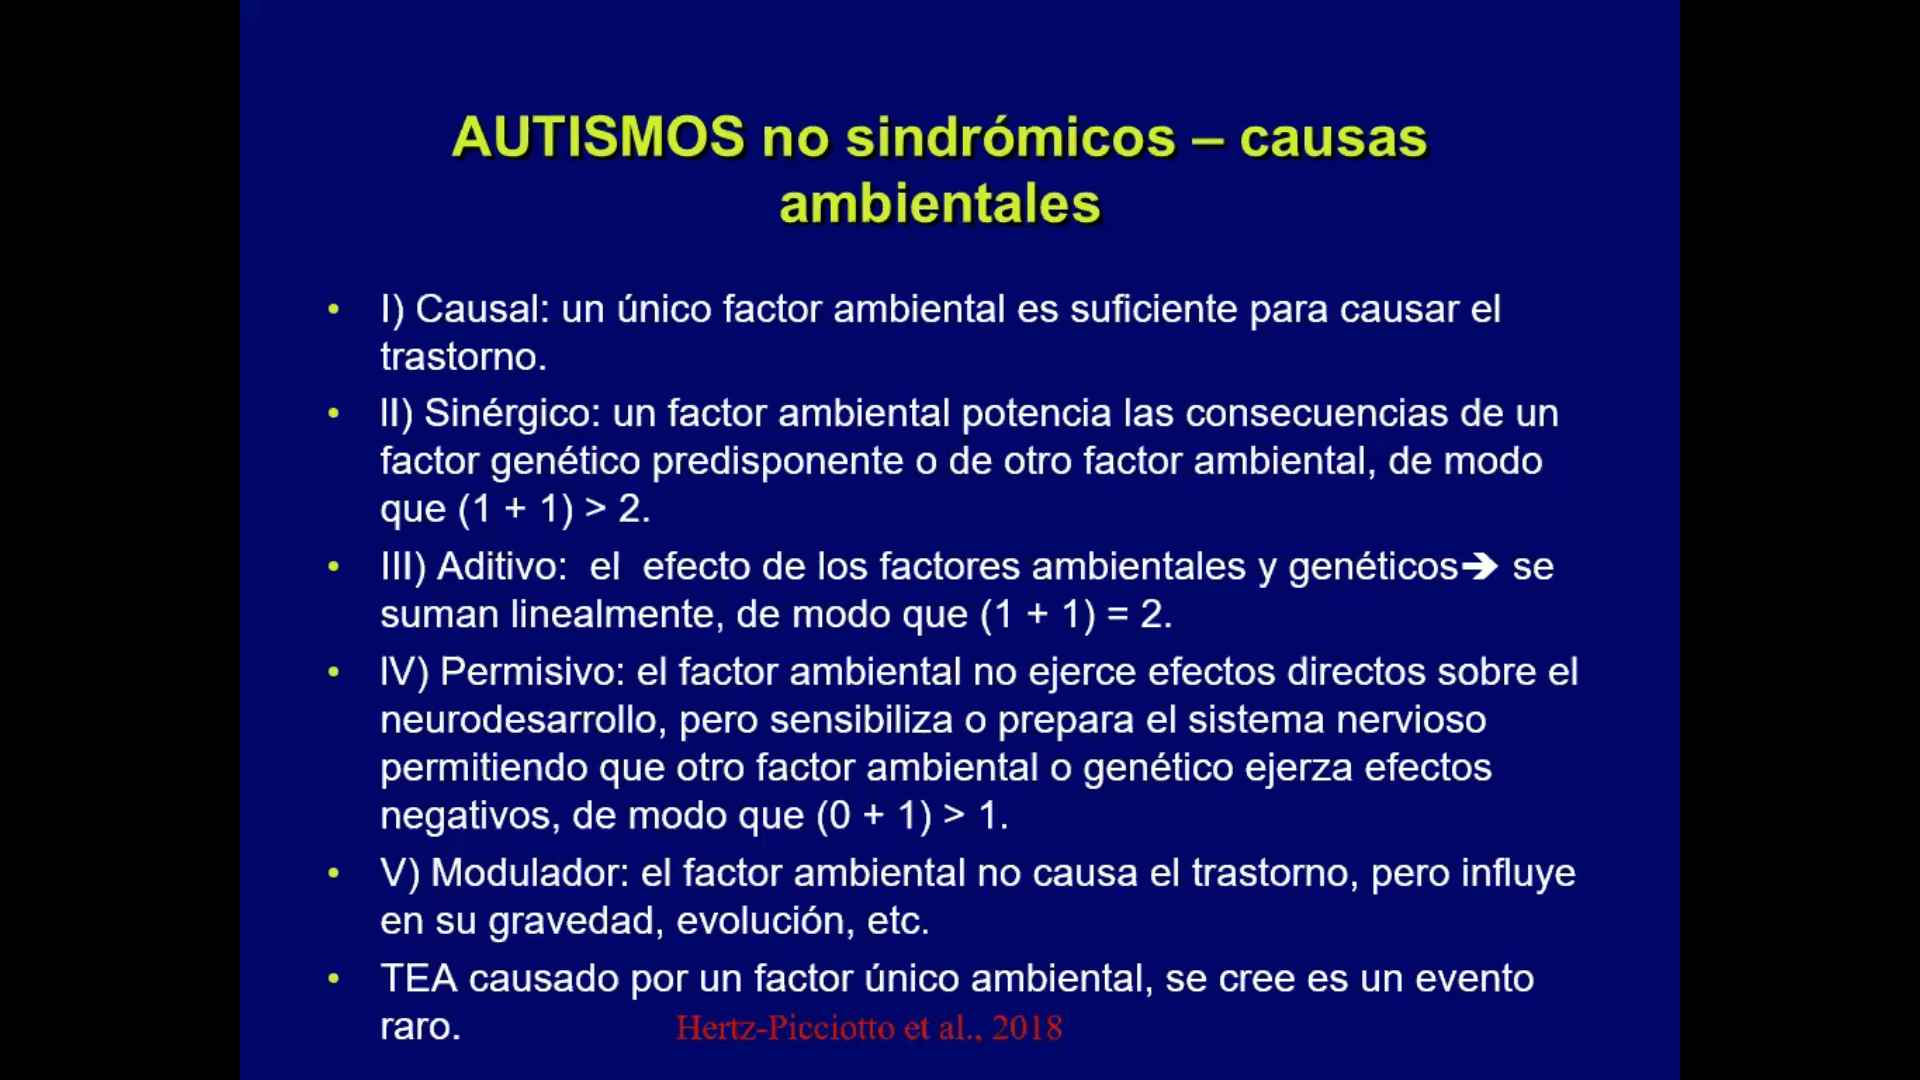 AUTISMOS no sindrómicos – causas
ambientales
• I) Causal: un único factor ambiental es suficiente para causar el
trastorno.
• II) Sinérgico: un factor ambiental potencia las consecuencias de un
factor genético predisponente o de otro factor ambiental, de modo
que (1 + 1) > 2.
• III) Aditivo:  el  efecto de los factores ambientales y genéticos➔ se
suman linealmente, de modo que (1 + 1) = 2.
• IV) Permisivo: el factor ambiental no ejerce efectos directos sobre el
neurodesarrollo, pero sensibiliza o prepara el sistema nervioso
permitiendo que otro factor ambiental o genético ejerza efectos
negativos, de modo que (0 + 1) > 1.
• V) Modulador: el factor ambiental no causa el trastorno, pero influye
en su gravedad, evolución, etc.
• TEA causado por un factor único ambiental, se cree es un evento
raro. Hertz-Picciotto et al., 2018